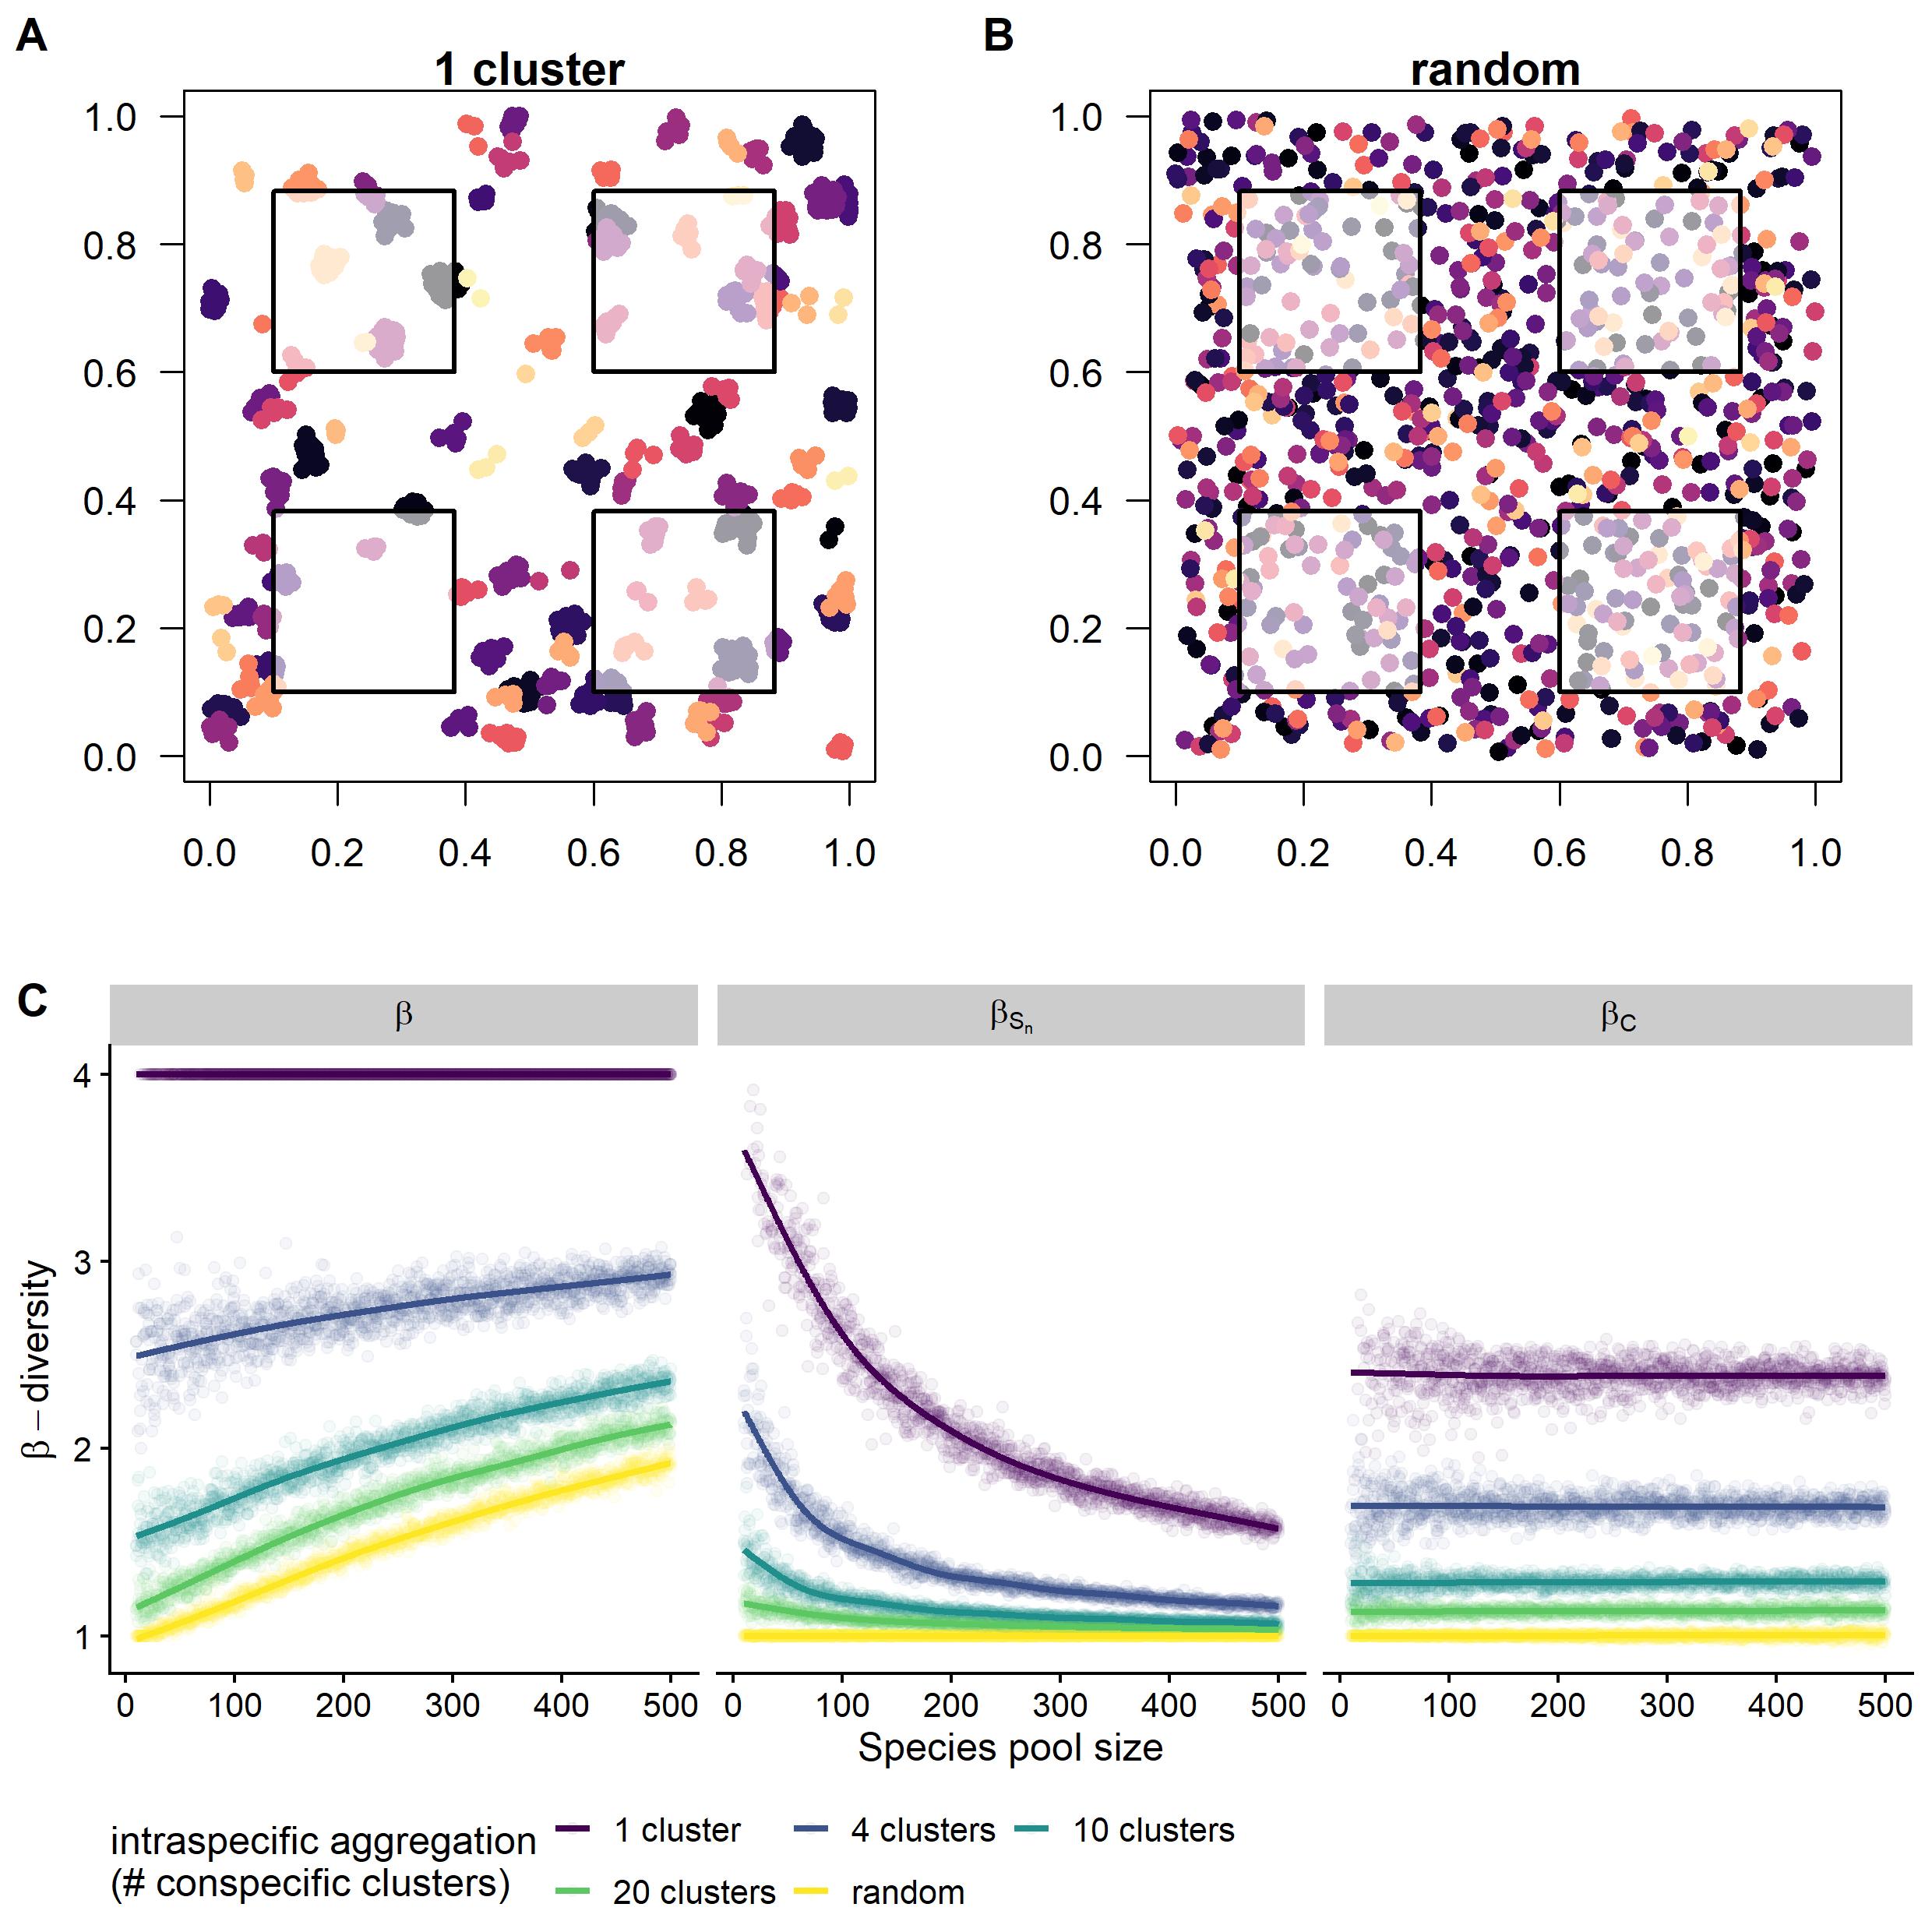 A
1 cluster
1.0
0.8
0.6
0.4
0.2
0.0
0.0 0.2 0.4 0.6 0.8 1.0
B
random
1.0
0.8
0.6
0.4
0.2
0.0
0.0 0.2 0.4 0.6 0.8 1.0
C
β βSn βC
β − diversity
4
3
2
1
0 100 200 300 400 500 0 100 200 300 400 500 0 100 200 300 400 500
Species pool size
intraspecific aggregation
(# conspecific clusters)
1 cluster 4 clusters 10 clusters
20 clusters random